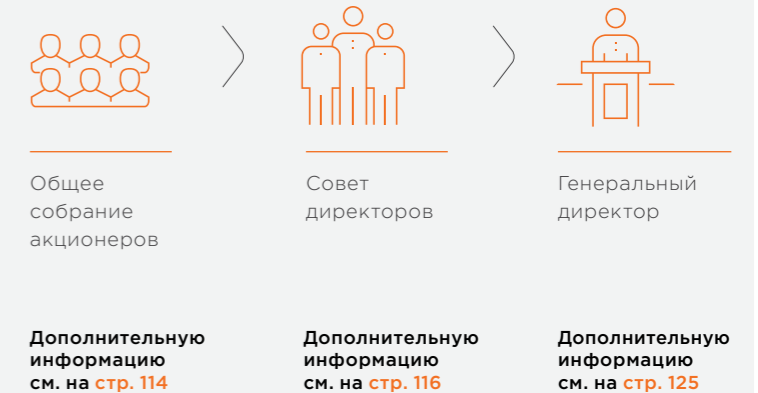 Общее
собрание
акционеров
Совет
директоров
Генеральный
директор
Дополнительную
информацию
см. на стр. 114
Дополнительную
информацию
см. на стр. 116
Дополнительную
информацию
см. на стр. 125